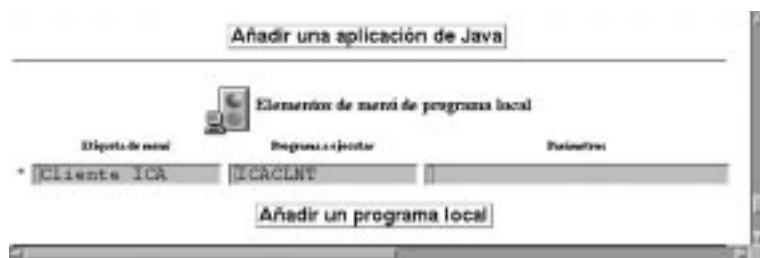 Añadir una aplicación de Java
Elementos de menú de programa local
Etiqueta de menú Programa a ejecutar Parámetros
* Cliente ICA ICACLNT
Añadir un programa local